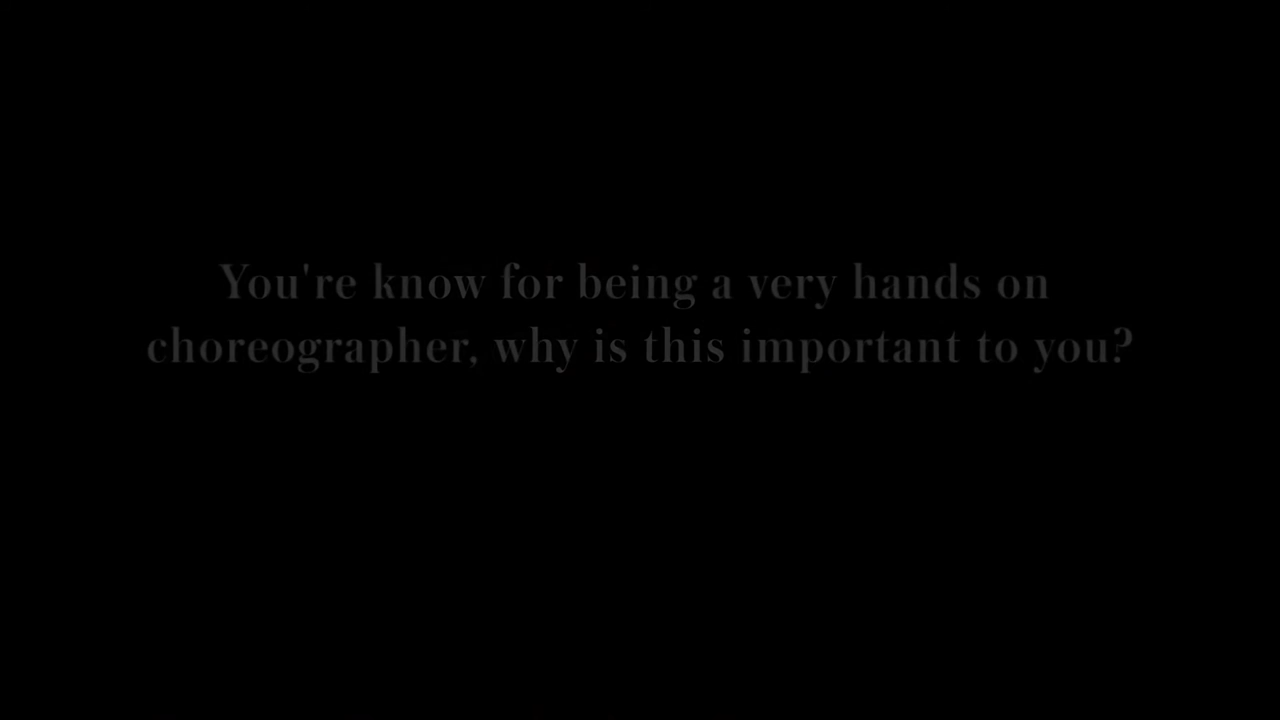 You're know for being a very hands on
choreographer, why is this important to you?